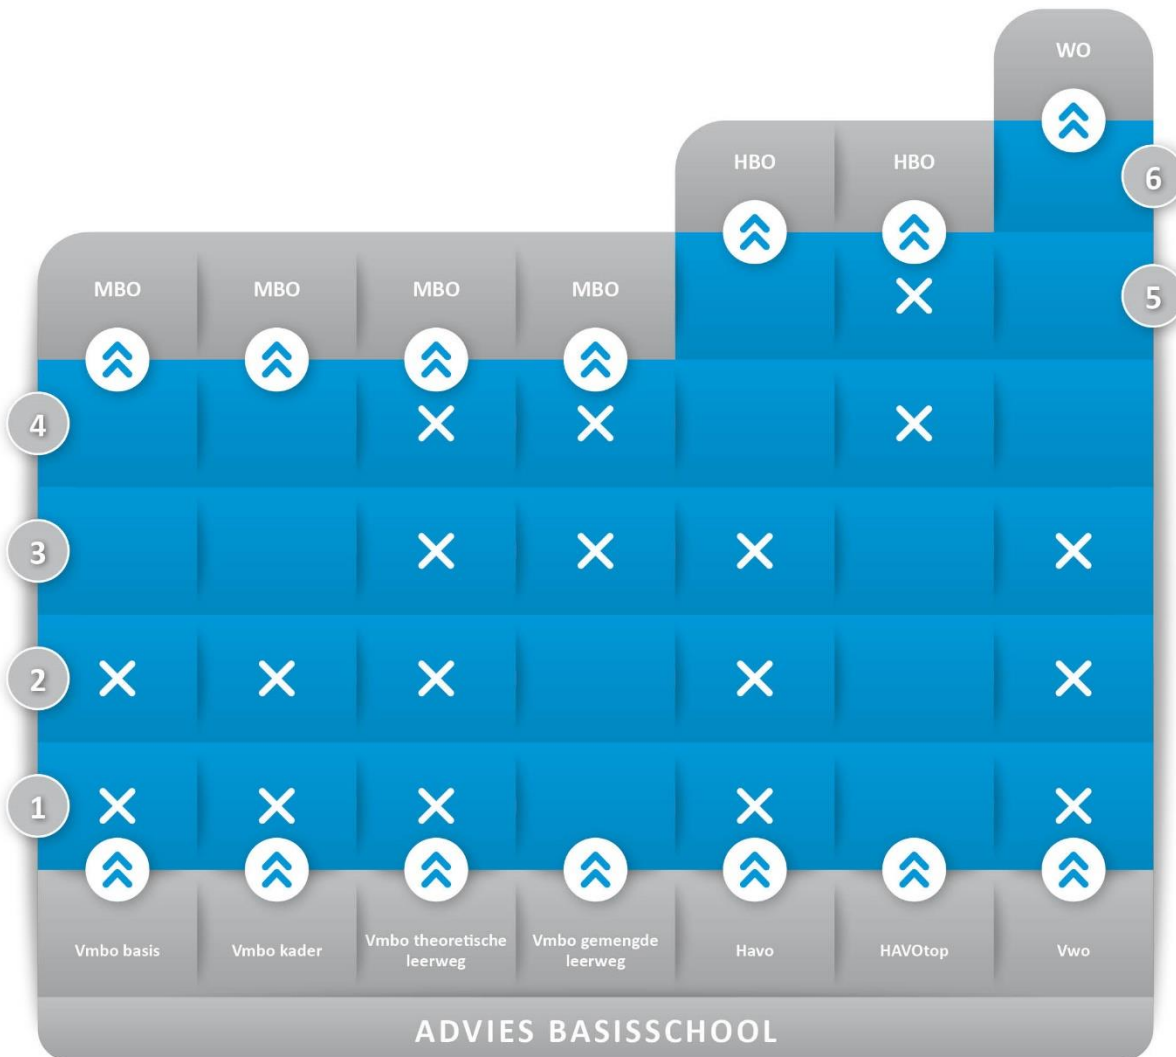 WO
HBO
HBO
6
MBO
MBO
MBO
MBO
5
4
3
2
1
Vmbo basis
Vmbo kader
Vmbo theoretische
leerweg
Vmbo gemengde
leerweg
Havo
HAVOtop
Vwo
ADVIES BASISSCHOOL